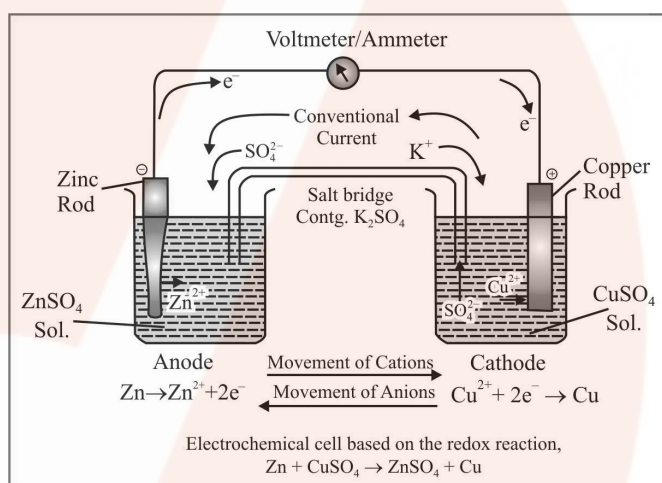 Voltmeter/Ammeter
e⁻
e⁻
Conventional
Current
SO₄²⁻
K⁺
⊖
⊕
Zinc
Rod
Copper
Rod
Salt bridge
Contg. K₂SO₄
Zn²⁺
Cu²⁺
SO₄²⁻
ZnSO₄
Sol.
CuSO₄
Sol.
Anode
Movement of Cations
Cathode
Zn→Zn²⁺+2e⁻
Movement of Anions
Cu²⁺+ 2e⁻ → Cu
Electrochemical cell based on the redox reaction,
Zn + CuSO₄ → ZnSO₄ + Cu